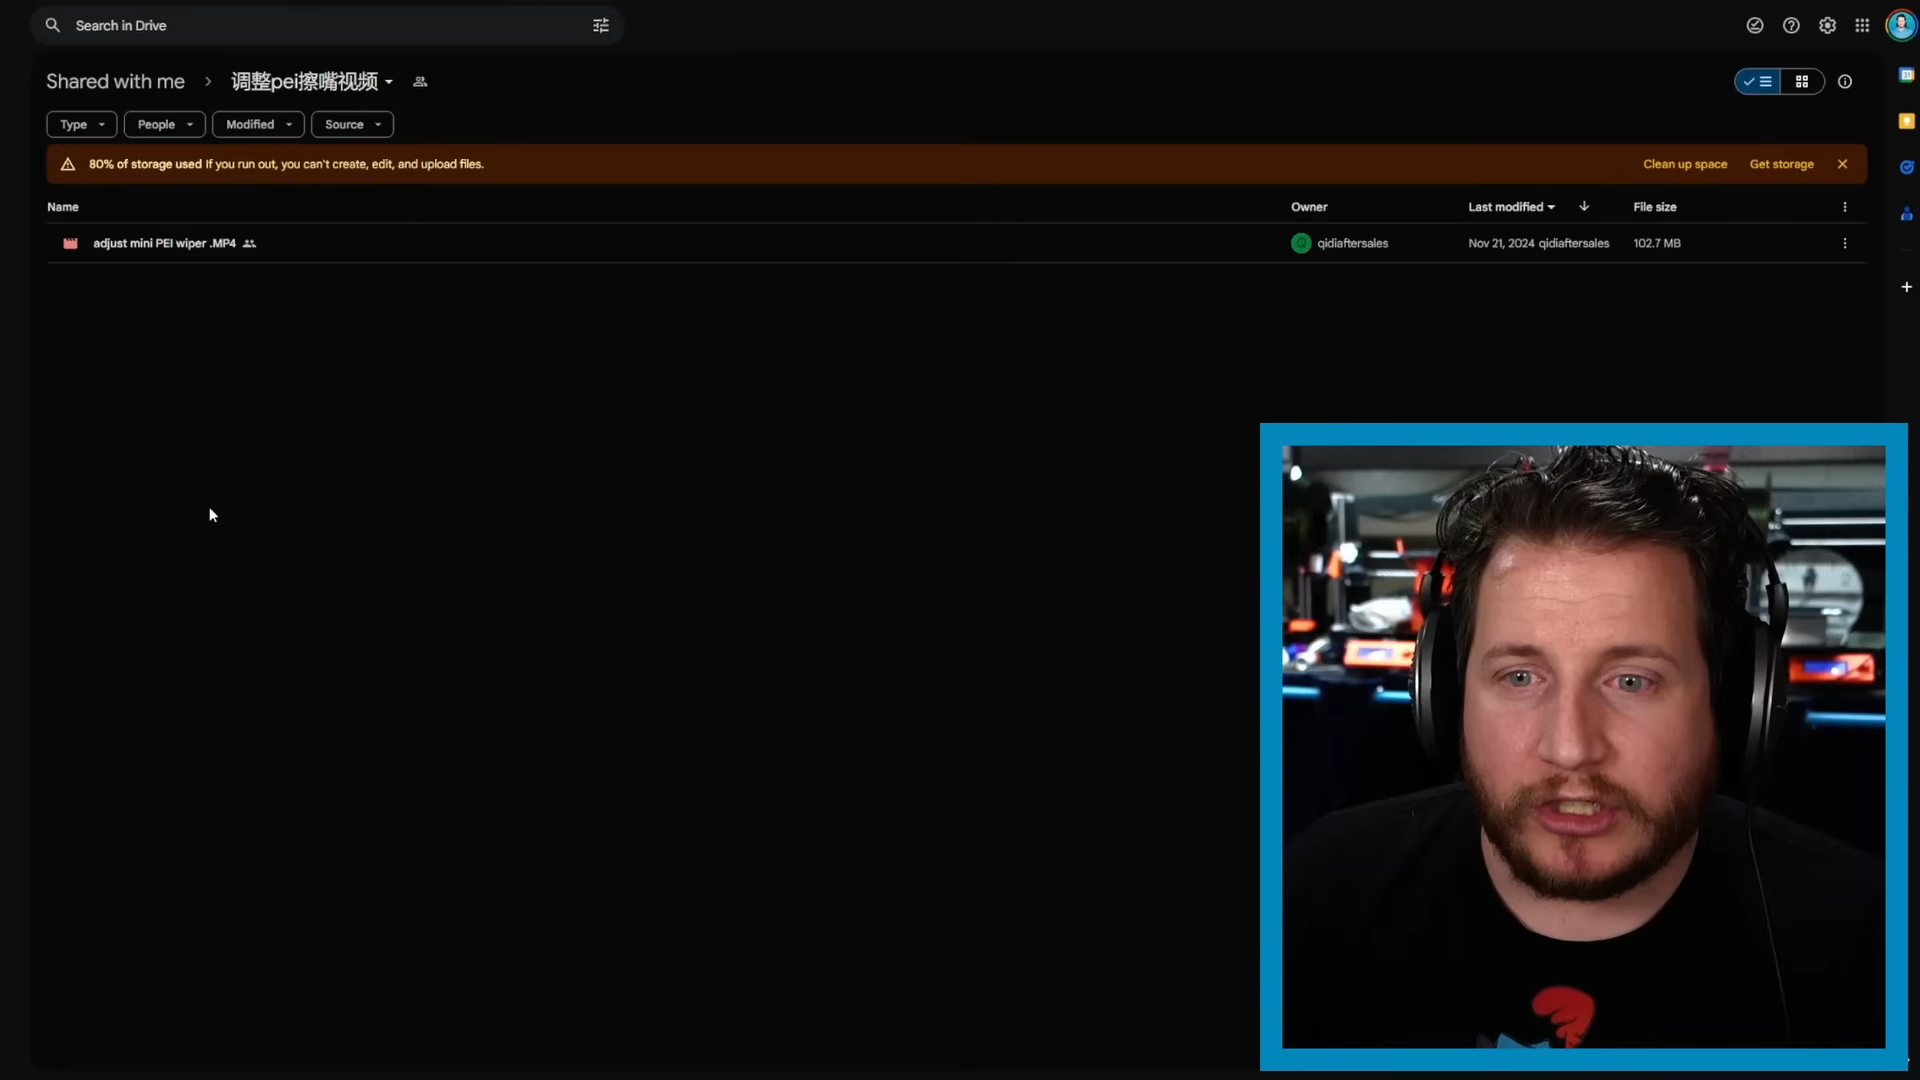 Search in Drive
Shared with me > 调整pei擦嘴视频
Type People Modified Source
80% of storage used If you run out, you can't create, edit, and upload files. Clean up space Get storage
Name Owner Last modified File size
adjust mini PEI wiper .MP4 Q qidiaftersales Nov 21, 2024 qidiaftersales 102.7 MB